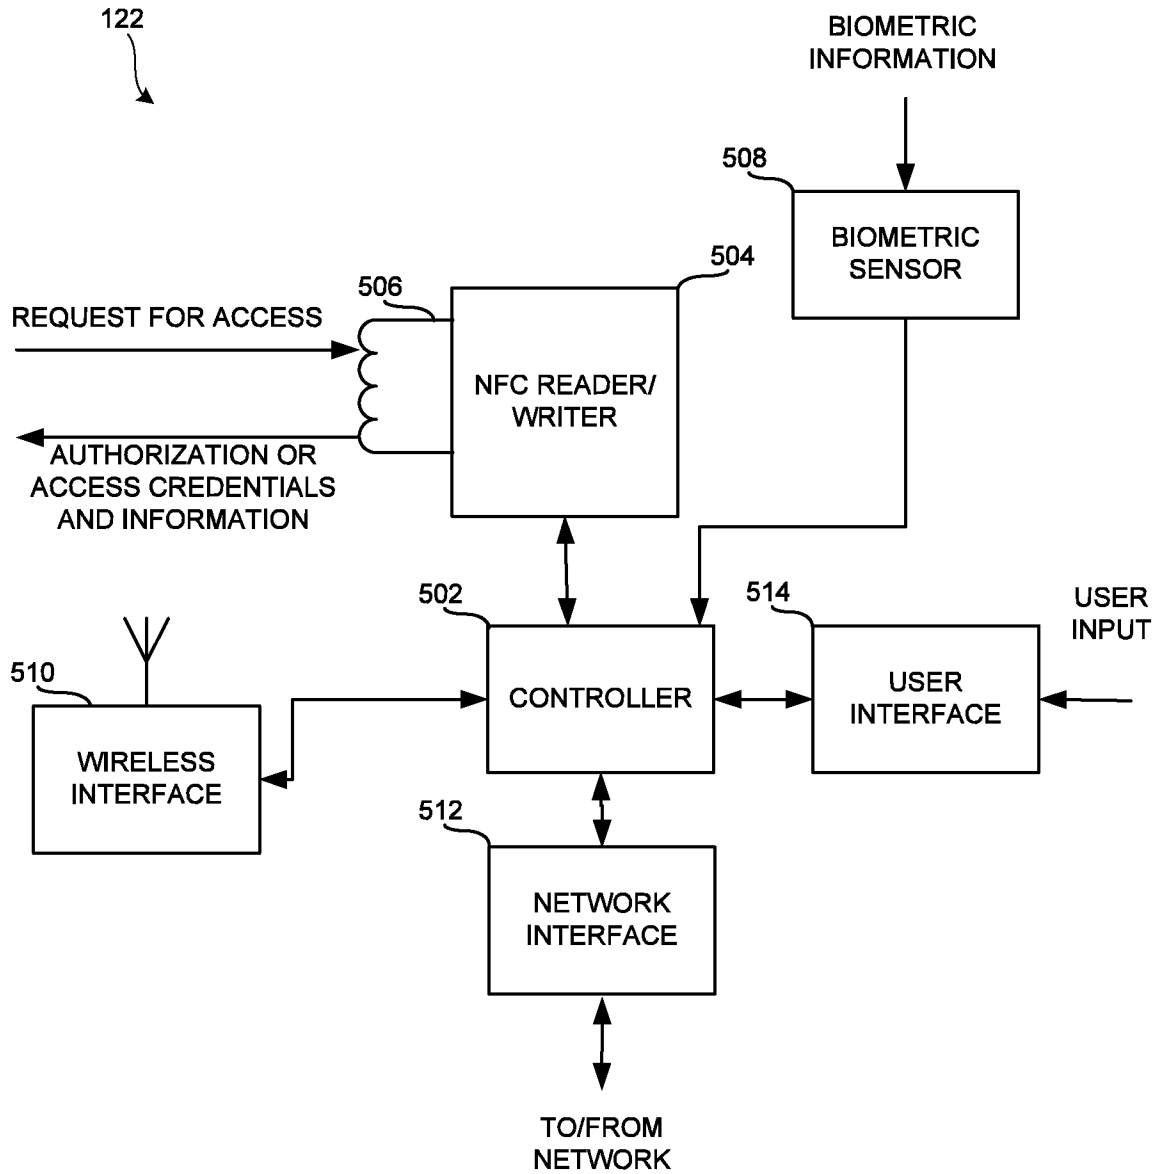 122
BIOMETRIC
INFORMATION
508
BIOMETRIC
SENSOR
504
506
REQUEST FOR ACCESS
NFC READER/
WRITER
AUTHORIZATION OR
ACCESS CREDENTIALS
AND INFORMATION
502
CONTROLLER
514
USER
INTERFACE
USER
INPUT
510
WIRELESS
INTERFACE
512
NETWORK
INTERFACE
TO/FROM
NETWORK